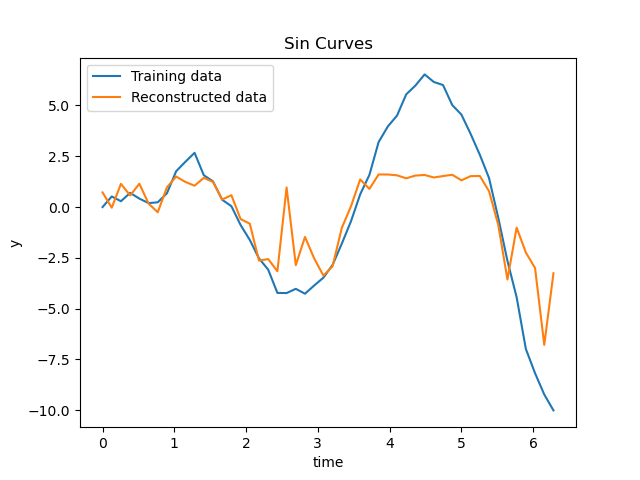 Sin Curves
Training data
Reconstructed data
5.0
2.5
0.0
−2.5
−5.0
−7.5
−10.0
y
0 1 2 3 4 5 6
time